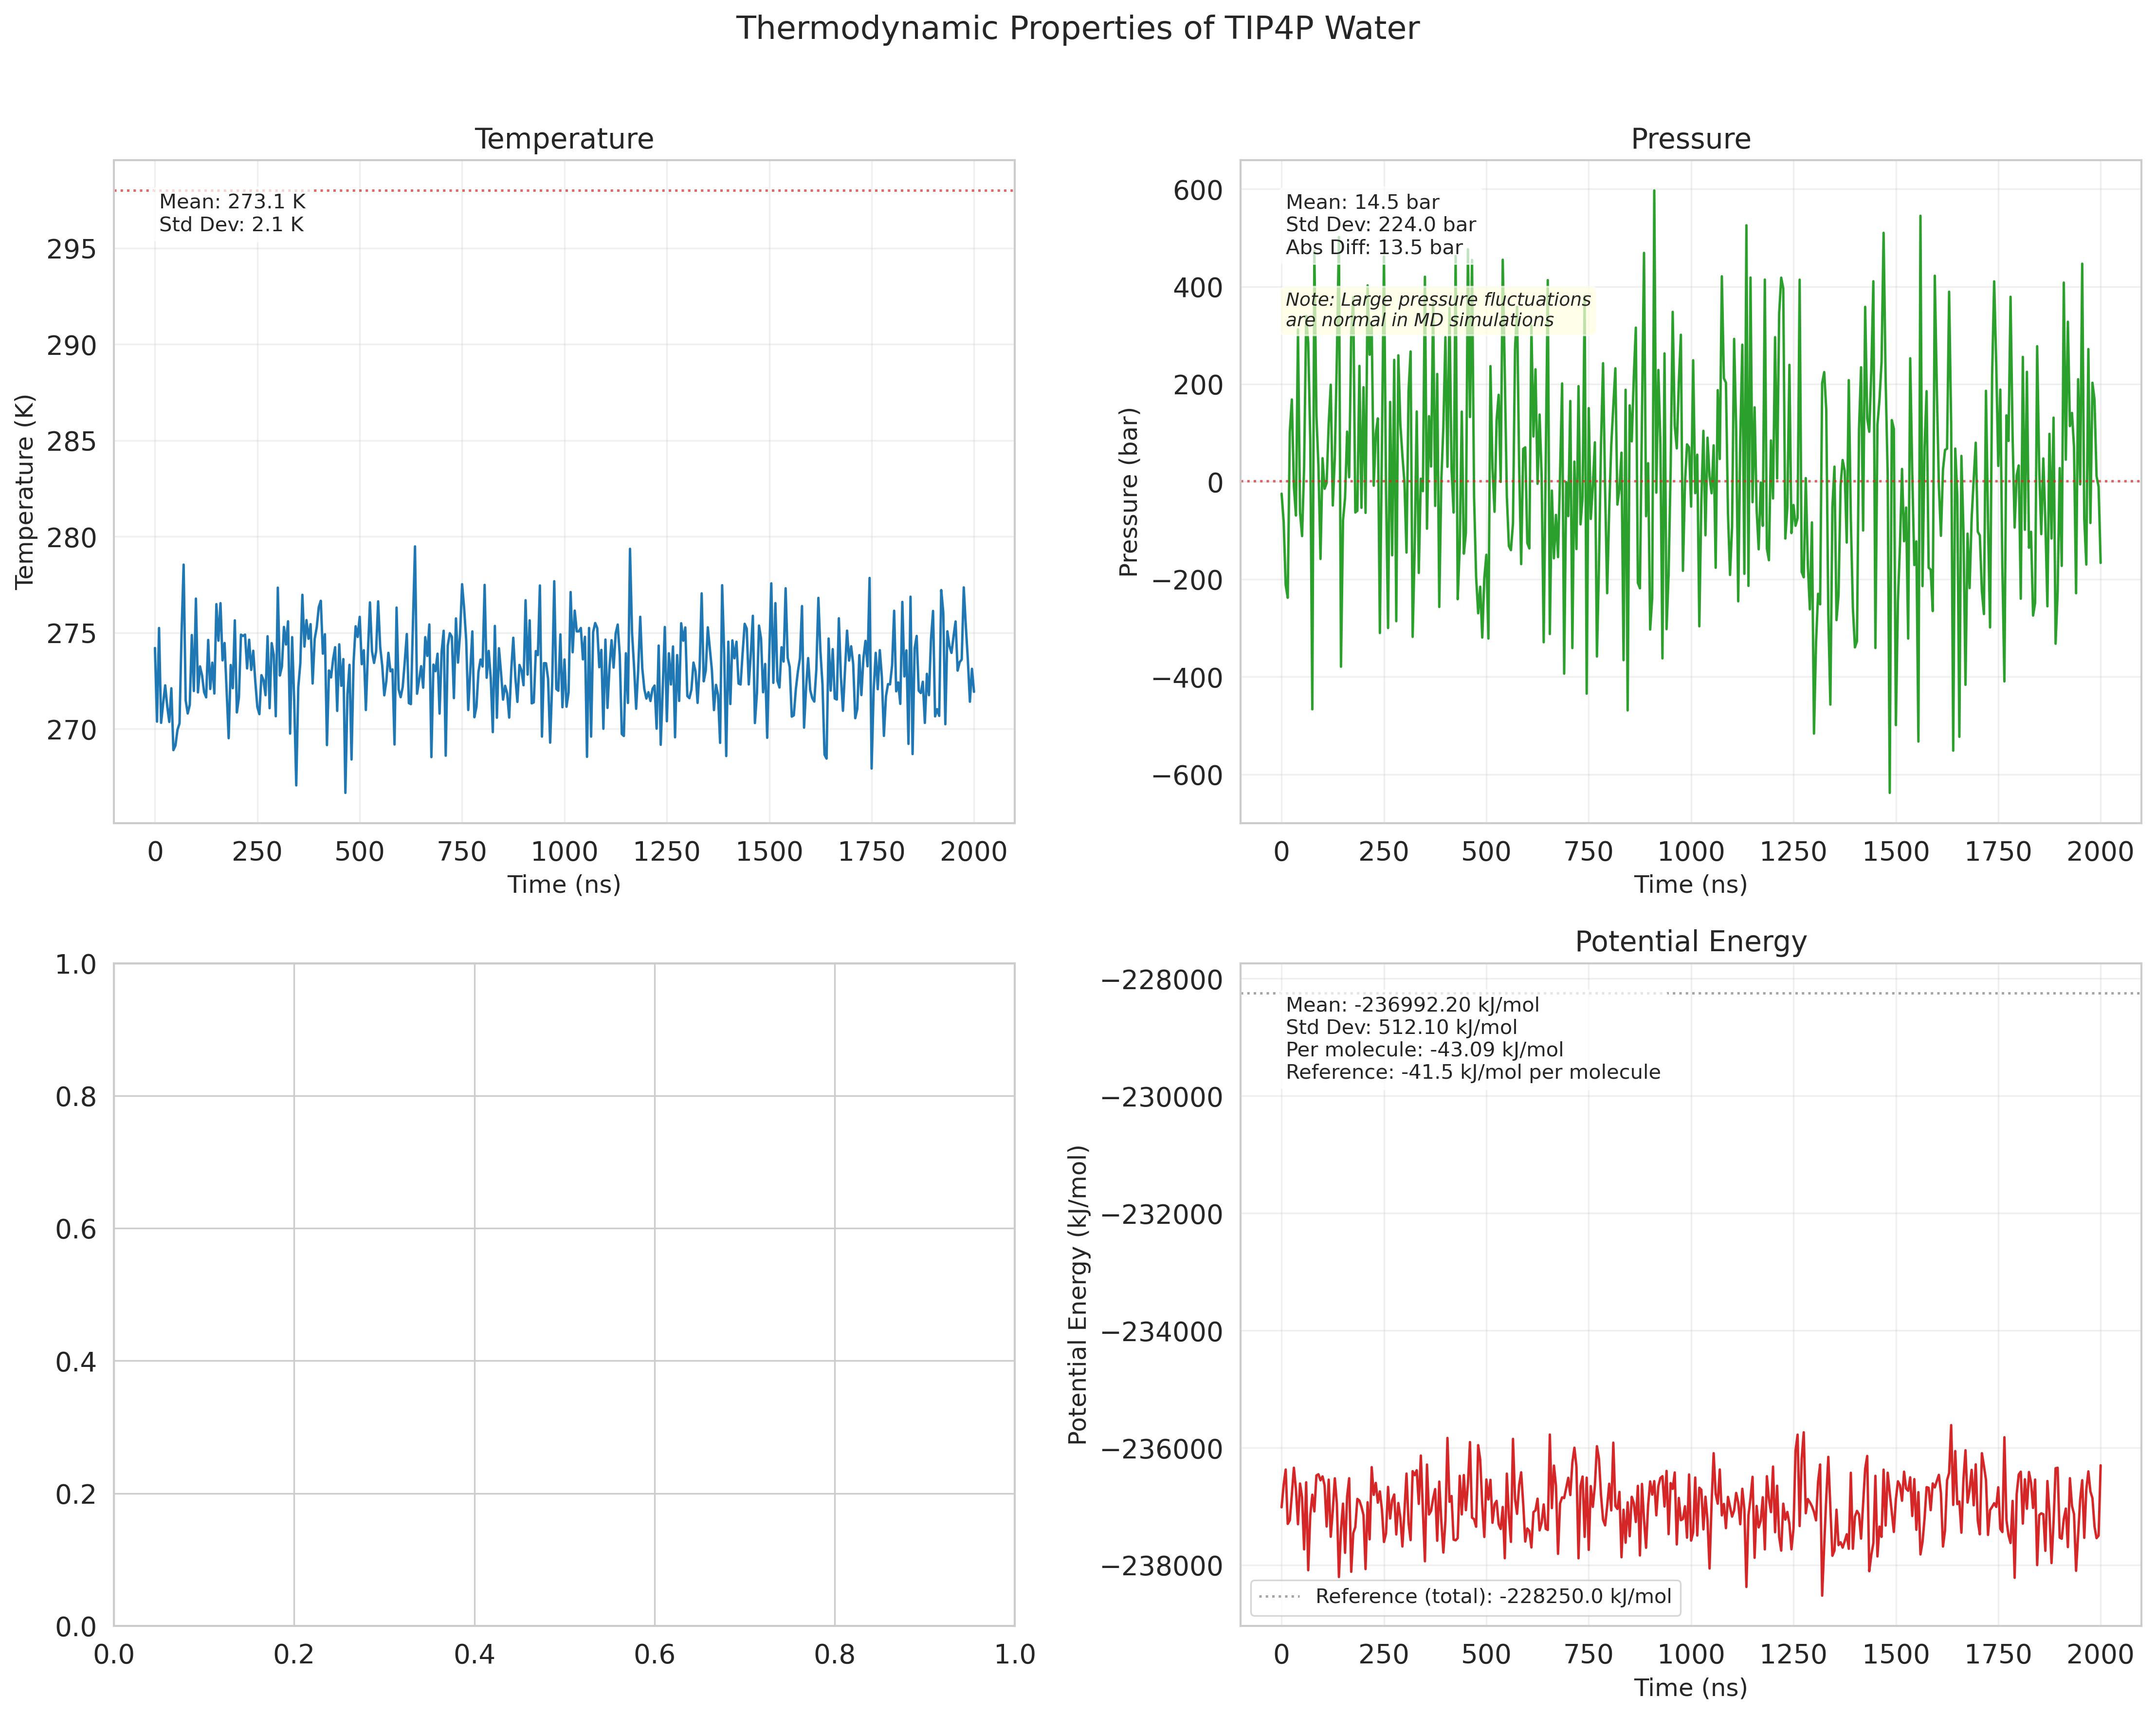 Thermodynamic Properties of TIP4P Water
Temperature
Mean: 273.1 K
Std Dev: 2.1 K
Temperature (K)
295
290
285
280
275
270
0 250 500 750 1000 1250 1500 1750 2000
Time (ns)
Pressure
Mean: 14.5 bar
Std Dev: 224.0 bar
Abs Diff: 13.5 bar
Note: Large pressure fluctuations
are normal in MD simulations
Pressure (bar)
600
400
200
0
−200
−400
−600
0 250 500 750 1000 1250 1500 1750 2000
Time (ns)
1.0
0.8
0.6
0.4
0.2
0.0
0.0 0.2 0.4 0.6 0.8 1.0
Potential Energy
Mean: -236992.20 kJ/mol
Std Dev: 512.10 kJ/mol
Per molecule: -43.09 kJ/mol
Reference: -41.5 kJ/mol per molecule
Potential Energy (kJ/mol)
−228000
−230000
−232000
−234000
−236000
−238000
Reference (total): -228250.0 kJ/mol
0 250 500 750 1000 1250 1500 1750 2000
Time (ns)